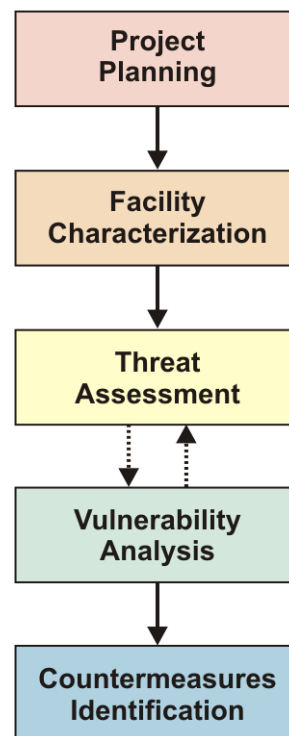 Project
Planning
Facility
Characterization
Threat
Assessment
Vulnerability
Analysis
Countermeasures
Identification